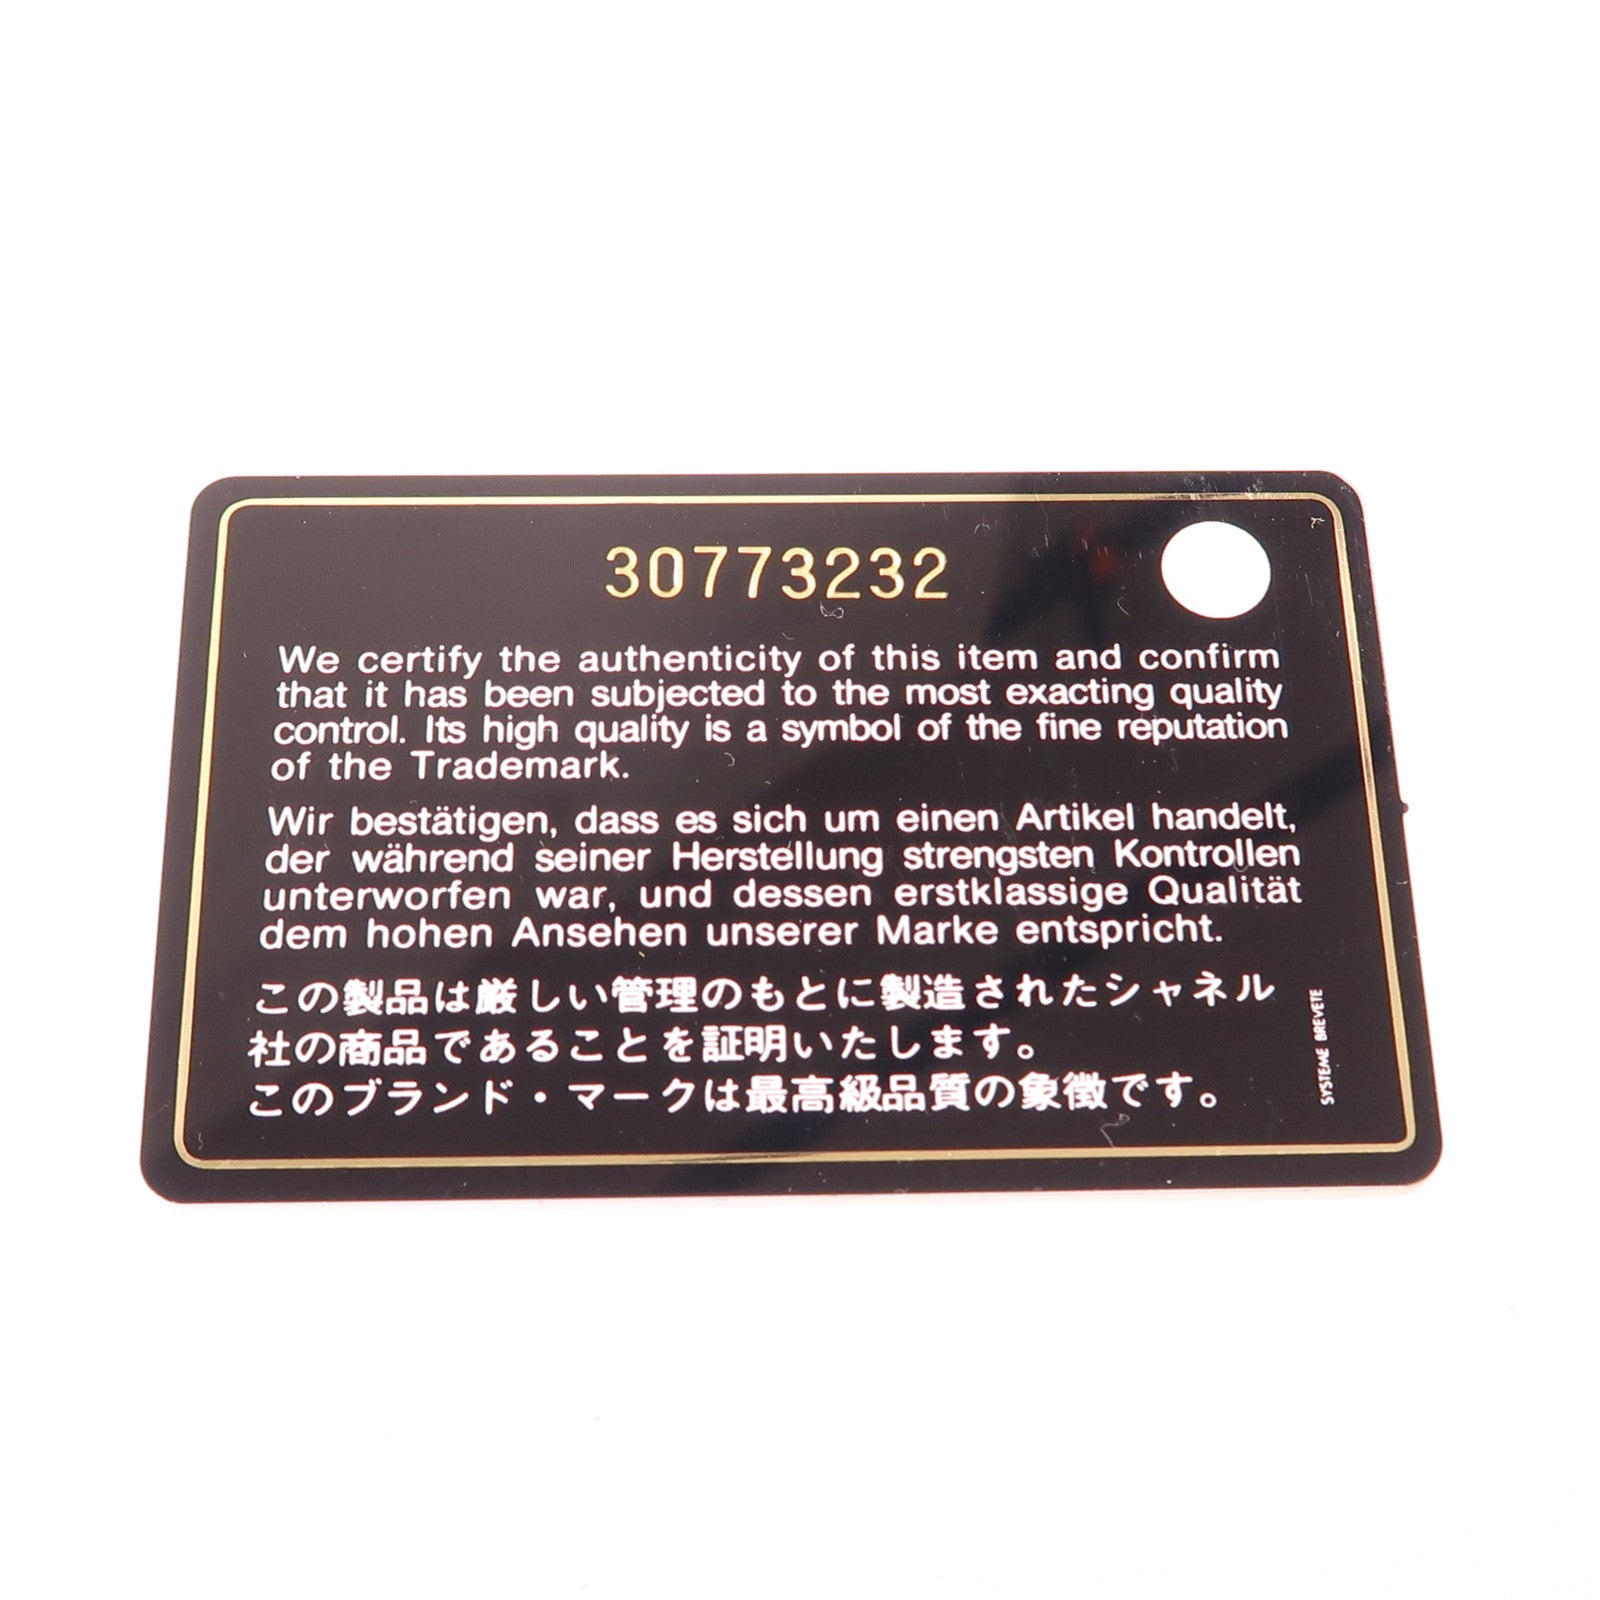 30773232
We certify the authenticity of this item and confirm
that it has been subjected to the most exacting quality
control. Its high quality is a symbol of the fine reputation
of the Trademark.
Wir bestätigen, dass es sich um einen Artikel handelt,
der während seiner Herstellung strengsten Kontrollen
unterworfen war, und dessen erstklassige Qualität
dem hohen Ansehen unserer Marke entspricht.
この製品は厳しい管理のもとに製造されたシャネル
社の商品であることを証明いたします。
このブランド・マークは最高級品質の象徴です。
SYSTEME BREVETE